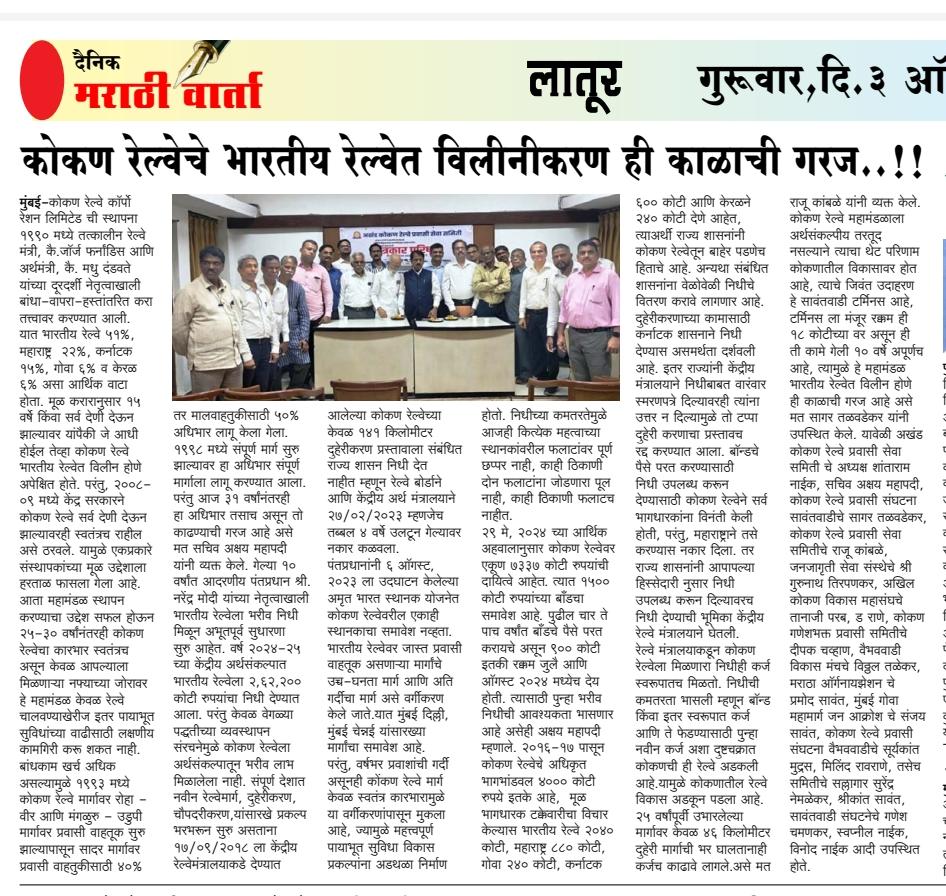 दैनिक
मराठी वार्ता
लातूर
गुरूवार,दि.३
कोकण रेल्वेचे भारतीय रेल्वेत विलीनीकरण ही काळाची गरज..!!
मुंबई-कोकण रेल्वे कॉर्पो
रेशन लिमिटेड ची स्थापना
१९९० मध्ये तत्कालीन रेल्वे
मंत्री, कै.जॉर्ज फर्नांडिस आणि
अर्थमंत्री, कै. मधु दंडवते
यांच्या दूरदर्शी नेतृत्वाखाली
बांधा-वापरा-हस्तांतरित करा
तत्त्वावर करण्यात आली.
यात भारतीय रेल्वे ५१%,
महाराष्ट्र २२%, कर्नाटक
१५%, गोवा ६% व केरळ
६% असा आर्थिक वाटा
होता. मूळ करारानुसार १५
वर्षे किंवा सर्व देणी देऊन
झाल्यावर यांपैकी जे आधी
होईल तेव्हा कोकण रेल्वे
भारतीय रेल्वेत विलीन होणे
अपेक्षित होते. परंतु, २००८-
०९ मध्ये केंद्र सरकारने
कोकण रेल्वे सर्व देणी देऊन
झाल्यावरही स्वतंत्रच राहील
असे ठरवले. यामुळे एकप्रकारे
संस्थापकांच्या मूळ उद्देशाला
हरताळ फासला गेला आहे.
आता महामंडळ स्थापन
करण्याचा उद्देश सफल होऊन
२५-३० वर्षांनंतरही कोकण
रेल्वेचा कारभार स्वतंत्रच
असून केवळ आपल्याला
मिळणाऱ्या नफ्याच्या जोरावर
हे महामंडळ केवळ रेल्वे
चालवण्याखेरीज इतर पायाभूत
सुविधांच्या वाढीसाठी लक्षणीय
कामगिरी करू शकत नाही.
बांधकाम खर्च अधिक
असल्यामुळे १९९३ मध्ये
कोकण रेल्वे मार्गावर रोहा -
वीर आणि मंगळुरु - उडुपी
मार्गावर प्रवासी वाहतूक सुरु
झाल्यापासून सादर मार्गावर
प्रवासी वाहतुकीसाठी ४०%
अखंड कोकण रेल्वे प्रवासी सेवा समिती
तर मालवाहतुकीसाठी ५०%
अधिभार लागू केला गेला.
१९९८ मध्ये संपूर्ण मार्ग सुरु
झाल्यावर हा अधिभार संपूर्ण
मार्गाला लागू करण्यात आला.
परंतु आज ३१ वर्षांनंतरही
हा अधिभार तसाच असून तो
काढण्याची गरज आहे असे
मत सचिव अक्षय महापदी
यांनी व्यक्त केले. गेल्या १०
वर्षांत आदरणीय पंतप्रधान श्री.
नरेंद्र मोदी यांच्या नेतृत्वाखाली
भारतीय रेल्वेला भरीव निधी
मिळून अभूतपूर्व सुधारणा
सुरु आहेत. वर्ष २०२४-२५
च्या केंद्रीय अर्थसंकल्पात
भारतीय रेल्वेला २,६२,२००
कोटी रुपयांचा निधी देण्यात
आला. परंतु केवळ वेगळ्या
पद्धतीच्या व्यवस्थापन
संरचनेमुळे कोकण रेल्वेला
अर्थसंकल्पातून भरीव लाभ
मिळालेला नाही. संपूर्ण देशात
नवीन रेल्वेमार्ग, दुहेरीकरण,
चौपदरीकरण,यांसारखे प्रकल्प
भरभरून सुरु असताना
१७/०९/२०१८ ला केंद्रीय
रेल्वेमंत्रालयाकडे देण्यात
आलेल्या कोकण रेल्वेच्या
केवळ १४१ किलोमीटर
दुहेरीकरण प्रस्तावाला संबंधित
राज्य शासन निधी देत
नाहीत म्हणून रेल्वे बोर्डाने
आणि केंद्रीय अर्थ मंत्रालयाने
२७/०२/२०२३ म्हणजेच
तब्बल ४ वर्षे उलटून गेल्यावर
नकार कळवला.
पंतप्रधानांनी ६ ऑगस्ट,
२०२३ ला उदघाटन केलेल्या
अमृत भारत स्थानक योजनेत
कोकण रेल्वेवरील एकाही
स्थानकाचा समावेश नव्हता.
भारतीय रेल्वेवर जास्त प्रवासी
वाहतूक असणाऱ्या मार्गांचे
उच्च-घनता मार्ग आणि अति
गर्दीचा मार्ग असे वर्गीकरण
केले जाते.यात मुंबई दिल्ली,
मुंबई चेन्नई यांसारख्या
मार्गांचा समावेश आहे.
परंतु, वर्षभर प्रवाशांची गर्दी
असूनही कोंकण रेल्वे मार्ग
केवळ स्वतंत्र कारभारामुळे
या वर्गीकरणांपासून मुकला
आहे, ज्यामुळे महत्त्वपूर्ण
पायाभूत सुविधा विकास
प्रकल्पांना अडथळा निर्माण
होतो. निधीच्या कमतरतेमुळे
आजही कित्येक महत्वाच्या
स्थानकांवरील फलाटांवर पूर्ण
छप्पर नाही, काही ठिकाणी
दोन फलाटांना जोडणारा पूल
नाही, काही ठिकाणी फलाटच
नाहीत.
२९ मे, २०२४ च्या आर्थिक
अहवालानुसार कोकण रेल्वेवर
एकूण ७३३७ कोटी रुपयांची
दायित्वे आहेत. त्यात १५००
कोटी रुपयांच्या बॉंडचा
समावेश आहे. पुढील चार ते
पाच वर्षांत बॉंडचे पैसे परत
करायचे असून ९०० कोटी
इतकी रक्कम जुलै आणि
ऑगस्ट २०२४ मध्येच देय
होती. त्यासाठी पुन्हा भरीव
निधीची आवश्यकता भासणार
आहे असेही अक्षय महापदी
म्हणाले. २०१६-१७ पासून
कोकण रेल्वेचे अधिकृत
भागभांडवल ४००० कोटी
रुपये इतके आहे, मूळ
भागधारक टक्केवारीचा विचार
केल्यास भारतीय रेल्वे २०४०
कोटी, महाराष्ट्र ८८० कोटी,
गोवा २४० कोटी, कर्नाटक
६०० कोटी आणि केरळने
२४० कोटी देणे आहेत,
त्याअर्थी राज्य शासनांनी
कोकण रेल्वेतून बाहेर पडणेच
हिताचे आहे. अन्यथा संबंधित
शासनांना वेळोवेळी निधीचे
वितरण करावे लागणार आहे.
दुहेरीकरणाच्या कामासाठी
कर्नाटक शासनाने निधी
देण्यास असमर्थता दर्शवली
आहे. इतर राज्यांनी केंद्रीय
मंत्रालयाने निधीबाबत वारंवार
स्मरणपत्रे दिल्यावरही त्यांना
उत्तर न दिल्यामुळे तो टप्पा
दुहेरी करणाचा प्रस्तावच
रद्द करण्यात आला. बॉन्डचे
पैसे परत करण्यासाठी
निधी उपलब्ध करून
देण्यासाठी कोकण रेल्वेने सर्व
भागधारकांना विनंती केली
होती, परंतु, महाराष्ट्राने तसे
करण्यास नकार दिला. तर
राज्य शासनांनी आपापल्या
हिस्सेदारी नुसार निधी
उपलब्ध करून दिल्यावरच
निधी देण्याची भूमिका केंद्रीय
रेल्वे मंत्रालयाने घेतली.
रेल्वे मंत्रालयाकडून कोकण
रेल्वेला मिळणारा निधीही कर्ज
स्वरूपातच मिळतो. निधीची
कमतरता भासली म्हणून बॉन्ड
किंवा इतर स्वरूपात कर्ज
आणि ते फेडण्यासाठी पुन्हा
नवीन कर्ज अशा दुष्टचक्रात
कोकणची ही रेल्वे अडकली
आहे.यामुळे कोकणातील रेल्वे
विकास अडकून पडला आहे.
२५ वर्षांपूर्वी उभारलेल्या
मार्गावर केवळ ४६ किलोमीटर
दुहेरी मार्गाची भर घालतानाही
कर्जच काढावे लागले.असे मत
राजू कांबळे यांनी व्यक्त केले.
कोकण रेल्वे महामंडळाला
अर्थसंकल्पीय तरतूद
नसल्याने त्याचा थेट परिणाम
कोकणातील विकासावर होत
आहे, त्याचे जिवंत उदाहरण
हे सावंतवाडी टर्मिनस आहे,
टर्मिनस ला मंजूर रक्कम ही
१८ कोटीच्या वर असून ही
ती कामे गेली १० वर्षे अपूर्णच
आहे, त्यामुळे हे महामंडळ
भारतीय रेल्वेत विलीन होणे
ही काळाची गरज आहे असे
मत सागर तळवडेकर यांनी
उपस्थित केले. यावेळी अखंड
कोकण रेल्वे प्रवासी सेवा
समिती चे अध्यक्ष शांताराम
नाईक, सचिव अक्षय महापदी,
कोकण रेल्वे प्रवासी संघटना
सावंतवाडीचे सागर तळवडेकर,
कोकण रेल्वे प्रवासी सेवा
समितीचे राजू कांबळे,
जनजागृती सेवा संस्थेचे श्री
गुरुनाथ तिरपणकर, अखिल
कोकण विकास महासंघचे
तानाजी परब, ड राणे, कोकण
गणेशभक्त प्रवासी समितीचे
दीपक चव्हाण, वैभववाडी
विकास मंचचे विठ्ठल तळेकर,
मराठा ऑर्गनायझेशन चे
प्रमोद सावंत, मुंबई गोवा
महामार्ग जन आक्रोश चे संजय
सावंत, कोकण रेल्वे प्रवासी
संघटना वैभववाडीचे सूर्यकांत
मुद्रस, मिलिंद रावराणे, तसेच
समितीचे सल्लागार सुरेंद्र
नेमळेकर, श्रीकांत सावंत,
सावंतवाडी संघटनेचे गणेश
चमणकर, स्वप्नील नाईक,
विनोद नाईक आदी उपस्थित
होते.